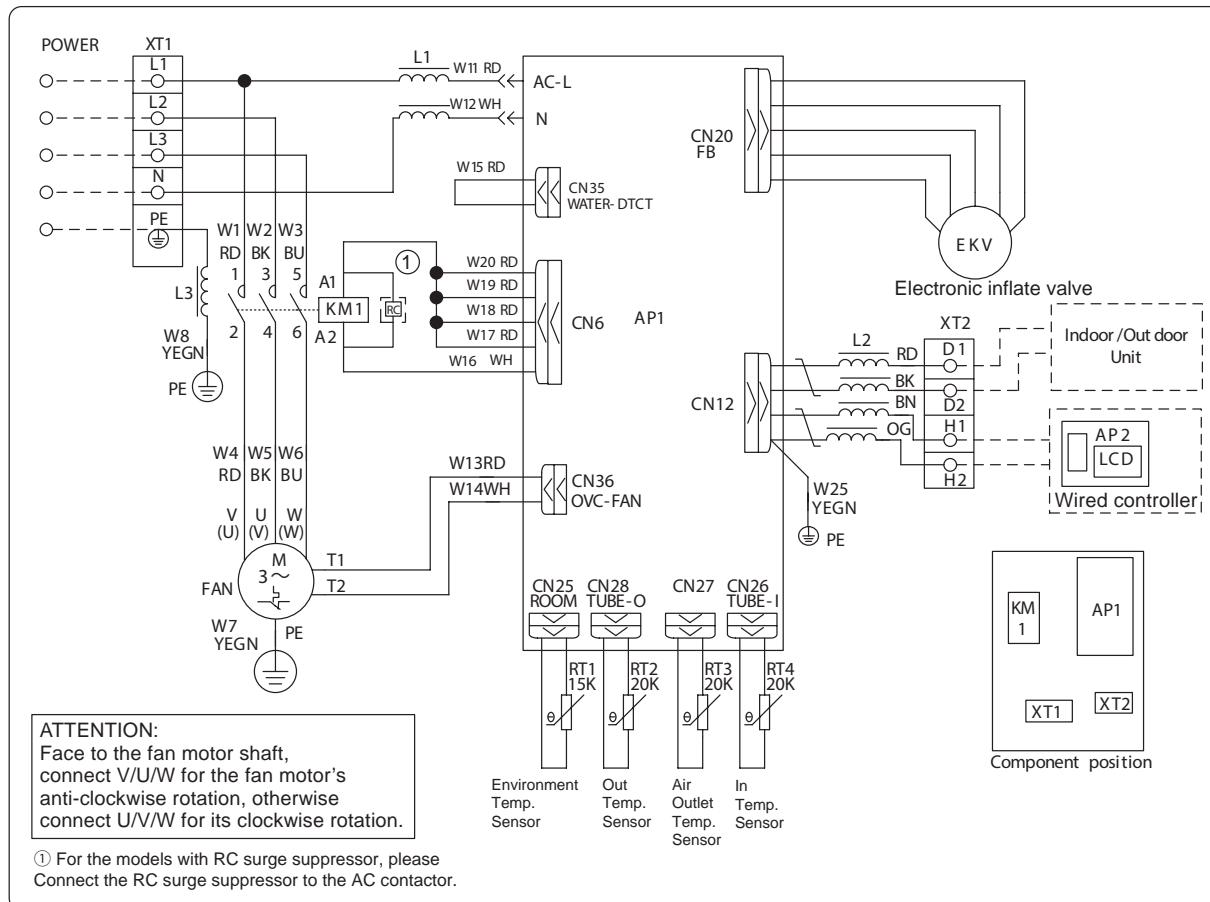 POWER XT1
L1
L2
L3
N
PE
L1 W11 RD AC-L
W12 WH N
W15 RD CN35
WATER- DTCT
W1 W2 W3
RD BK BU
1 3 5
2 4 6
L3
W8
YEGN
PE
A1
KM1
A2
① RC
W20 RD
W19 RD
W18 RD
W17 RD
W16 WH
CN6 AP1
CN20
FB
EKV
Electronic inflate valve
CN12
L2 RD
BK
BN
OG
XT2
D1
D2
H1
H2
Indoor /Out door
Unit
AP2
LCD
Wired controller
W25
YEGN
PE
W4 W5 W6
RD BK BU
V U W
(U) (V) (W)
M
3 ~
FAN
W7
YEGN
PE
T1
T2
W13RD
W14WH
CN36
OVC-FAN
CN25 CN28 CN27 CN26
ROOM TUBE-O TUBE-I
RT1 RT2 RT3 RT4
15K 20K 20K 20K
θ θ θ θ
Environment
Temp.
Sensor
Out
Temp.
Sensor
Air
Outlet
Temp.
Sensor
In
Temp.
Sensor
KM
1
AP1
XT1
XT2
Component position
ATTENTION:
Face to the fan motor shaft,
connect V/U/W for the fan motor's
anti-clockwise rotation, otherwise
connect U/V/W for its clockwise rotation.
① For the models with RC surge suppressor, please
Connect the RC surge suppressor to the AC contactor.